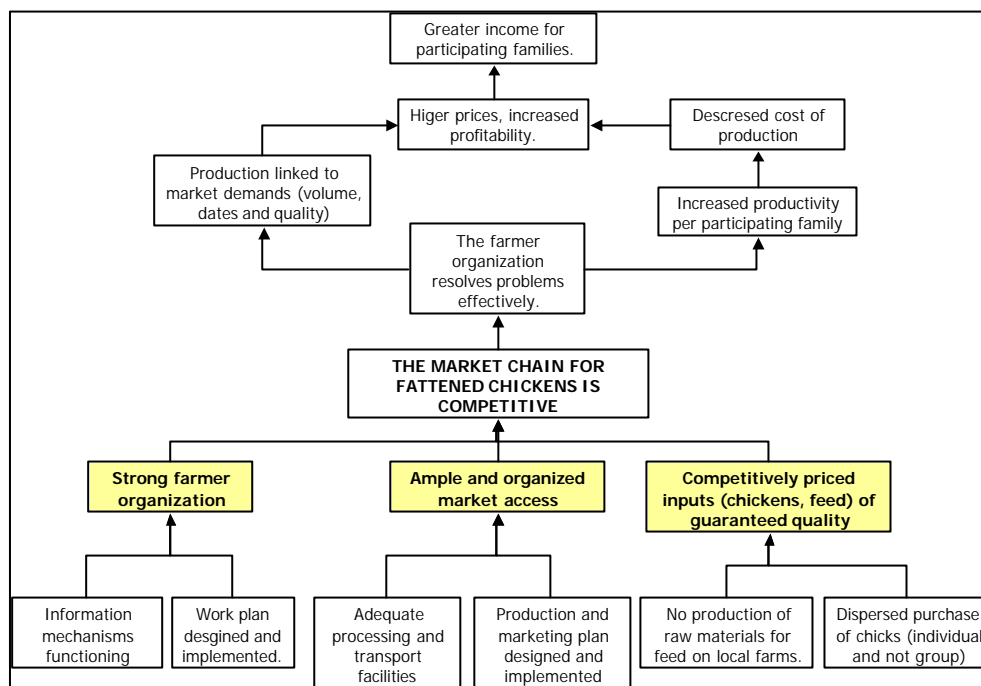 Greater income for
participating families.
Higer prices, increased
profitability.
Descresed cost of
production
Production linked to
market demands (volume,
dates and quality)
Increased productivity
per participating family
The farmer
organization
resolves problems
effectively.
THE MARKET CHAIN FOR
FATTENED CHICKENS IS
COMPETITIVE
Strong farmer
organization
Ample and organized
market access
Competitively priced
inputs (chickens, feed) of
guaranteed quality
Information
mechanisms
functioning
Work plan
desgined and
implemented.
Adequate
processing and
transport
facilities
Production and
marketing plan
designed and
implemented
No production of
raw materials for
feed on local farms.
Dispersed purchase
of chicks (individual
and not group)